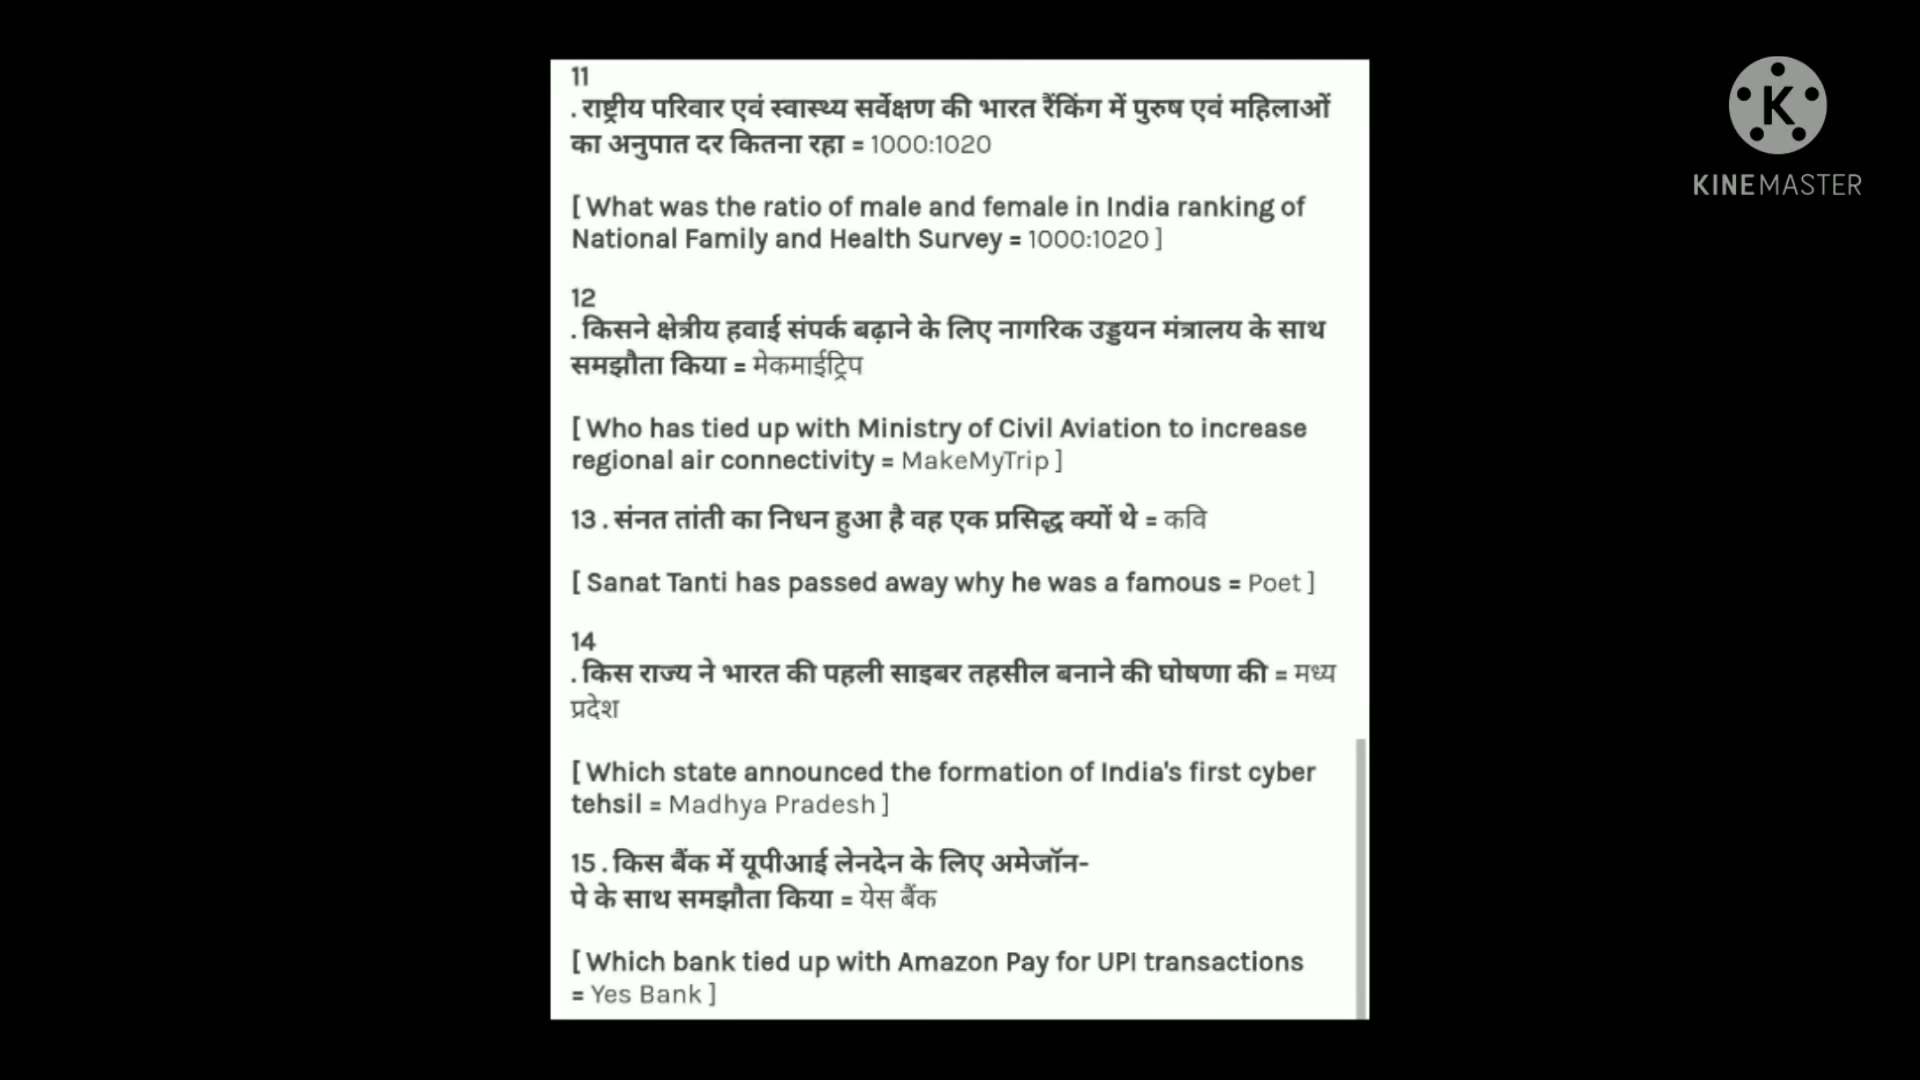 11
. राष्ट्रीय परिवार एवं स्वास्थ्य सर्वेक्षण की भारत रैंकिंग में पुरुष एवं महिलाओं
का अनुपात दर कितना रहा = 1000:1020
[ What was the ratio of male and female in India ranking of
National Family and Health Survey = 1000:1020 ]
12
. किसने क्षेत्रीय हवाई संपर्क बढ़ाने के लिए नागरिक उड्डयन मंत्रालय के साथ
समझौता किया = मेकमाईट्रिप
[ Who has tied up with Ministry of Civil Aviation to increase
regional air connectivity = MakeMyTrip ]
13 . संनत तांती का निधन हुआ है वह एक प्रसिद्ध क्यों थे = कवि
[ Sanat Tanti has passed away why he was a famous = Poet ]
14
. किस राज्य ने भारत की पहली साइबर तहसील बनाने की घोषणा की = मध्य
प्रदेश
[ Which state announced the formation of India's first cyber
tehsil = Madhya Pradesh ]
15 . किस बैंक में यूपीआई लेनदेन के लिए अमेजॉन-
पे के साथ समझौता किया = येस बैंक
[ Which bank tied up with Amazon Pay for UPI transactions
= Yes Bank ]
K
KINEMASTER